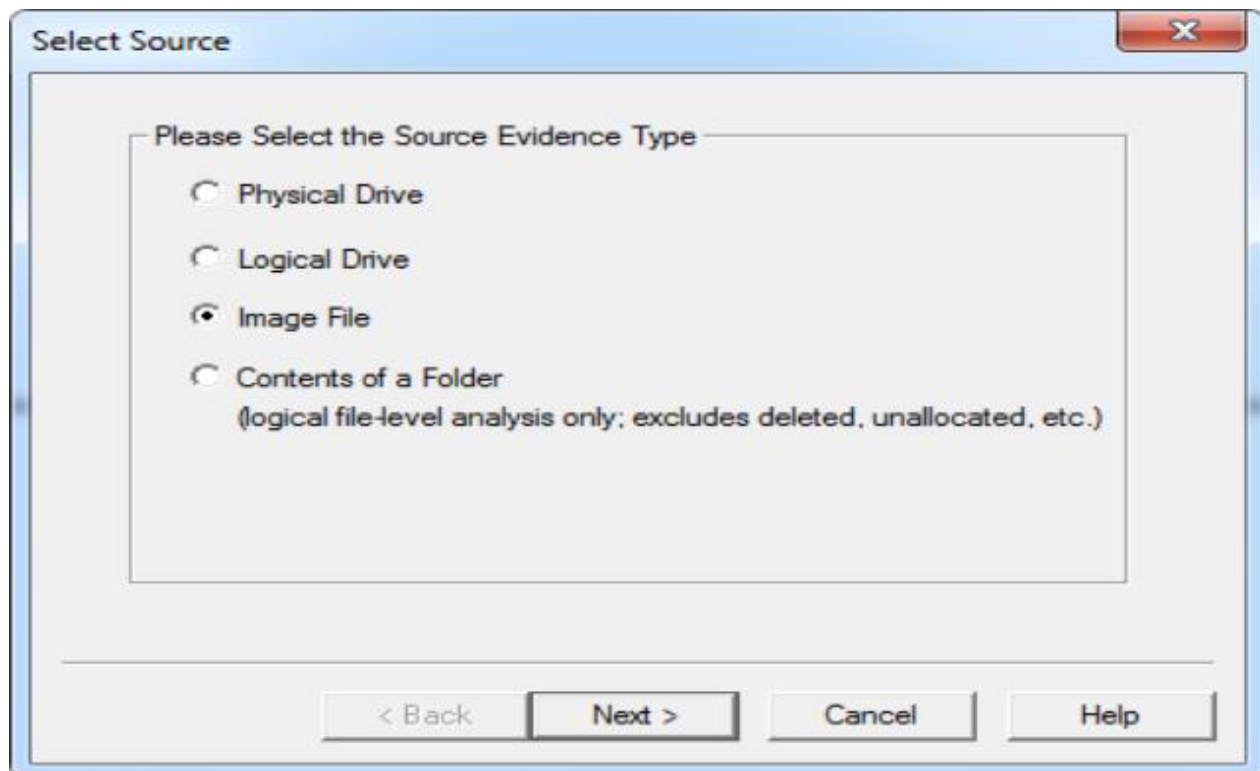 Select Source
Please Select the Source Evidence Type
Physical Drive
Logical Drive
Image File
Contents of a Folder
(logical file-level analysis only; excludes deleted, unallocated, etc.)
< Back Next > Cancel Help